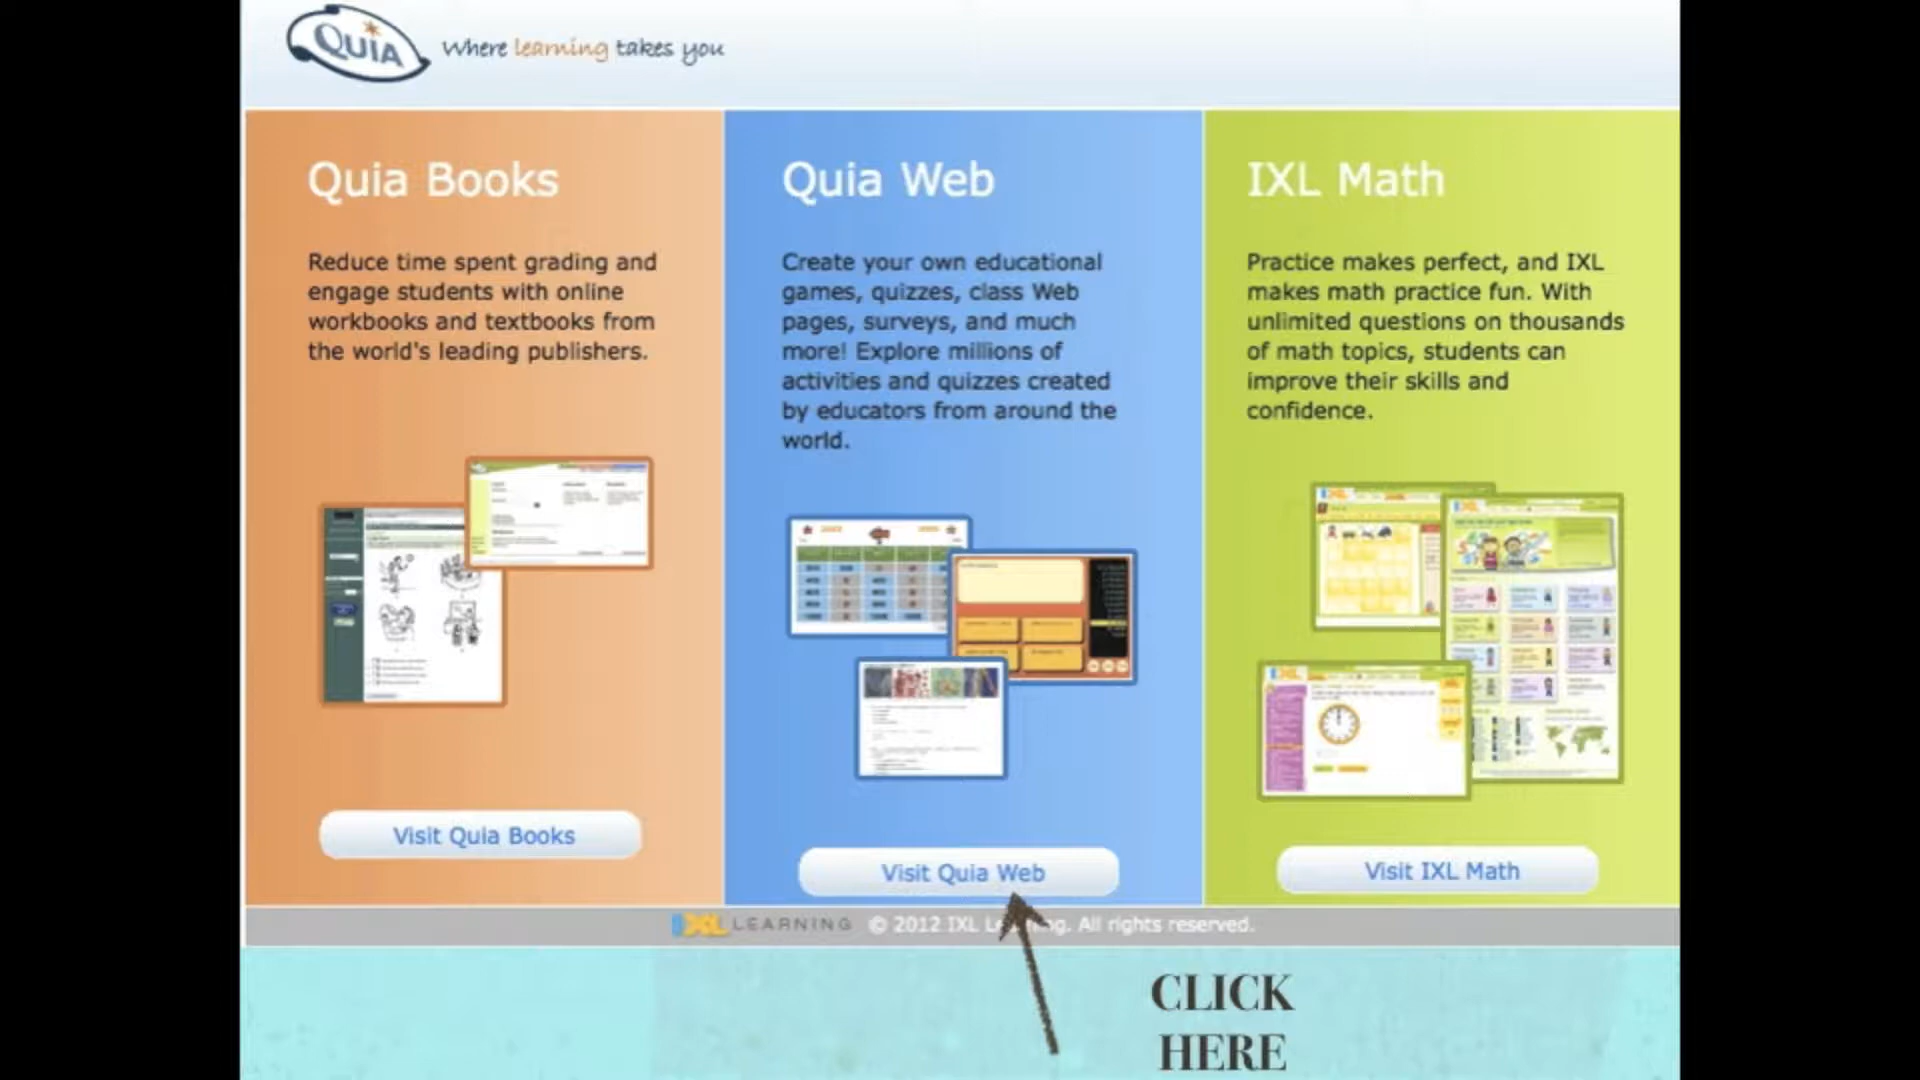 QUIA
Where learning takes you
Quia Books
Reduce time spent grading and
engage students with online
workbooks and textbooks from
the world's leading publishers.
Visit Quia Books
Quia Web
Create your own educational
games, quizzes, class Web
pages, surveys, and much
more! Explore millions of
activities and quizzes created
by educators from around the
world.
Visit Quia Web
IXL Math
Practice makes perfect, and IXL
makes math practice fun. With
unlimited questions on thousands
of math topics, students can
improve their skills and
confidence.
IXL
IXL
IXL
Visit IXL Math
IXL LEARNING © 2012 IXL Learning. All rights reserved.
CLICK
HERE